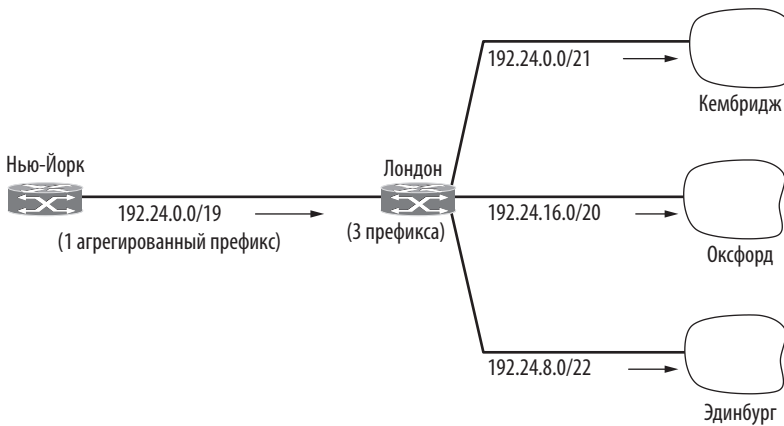 192.24.0.0/21
Кембридж
Нью-Йорк
Лондон
192.24.0.0/19
(1 агрегированный префикс)
(3 префикса)
192.24.16.0/20
Оксфорд
192.24.8.0/22
Эдинбург